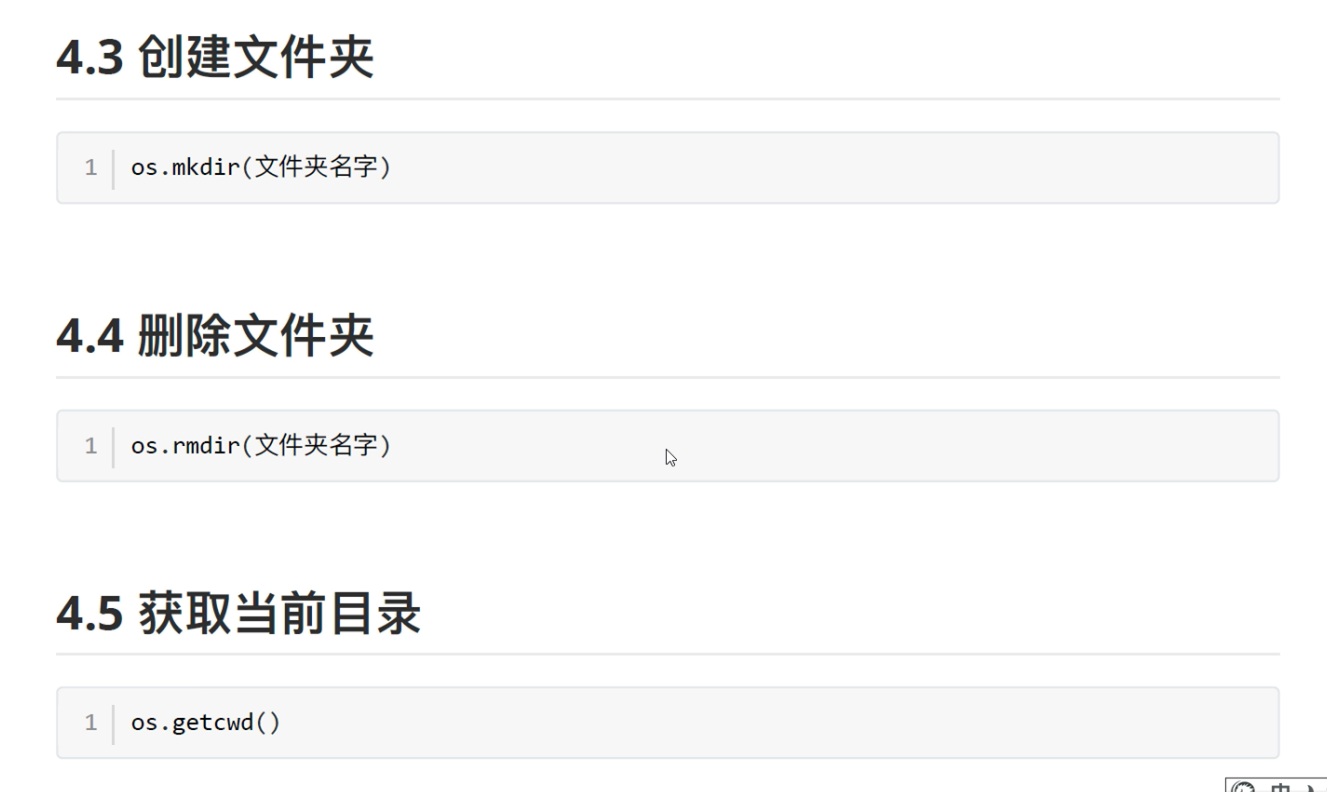 4.3 创建文件夹
1 os.mkdir(文件夹名字)
4.4 删除文件夹
1 os.rmdir(文件夹名字)
4.5 获取当前目录
1 os.getcwd()